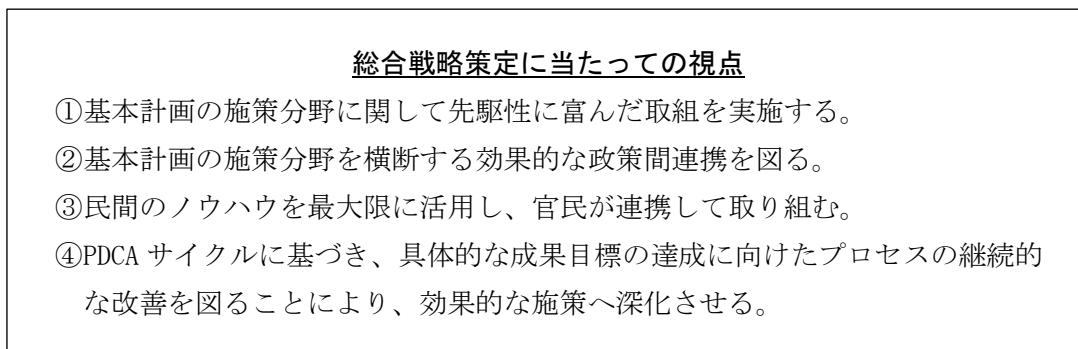 総合戦略策定に当たっての視点
①基本計画の施策分野に関して先駆性に富んだ取組を実施する。
②基本計画の施策分野を横断する効果的な政策間連携を図る。
③民間のノウハウを最大限に活用し、官民が連携して取り組む。
④PDCA サイクルに基づき、具体的な成果目標の達成に向けたプロセスの継続的
な改善を図ることにより、効果的な施策へ深化させる。